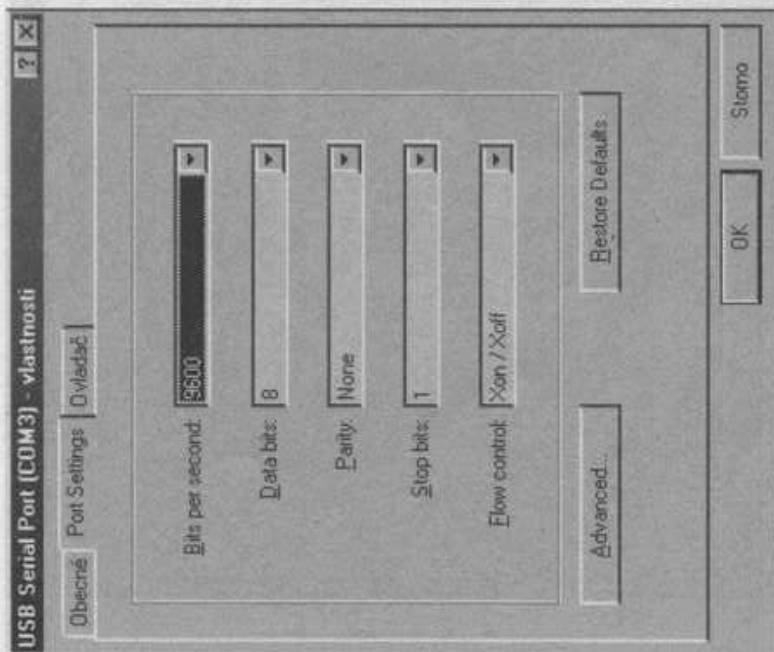 USB Serial Port (COM3) - vlastnosti ? X
Obecné Port Settings Ovladač
Bits per second: 9600
Data bits: 8
Parity: None
Stop bits: 1
Flow control: Xon / Xoff
Advanced... Restore Defaults
OK Storno